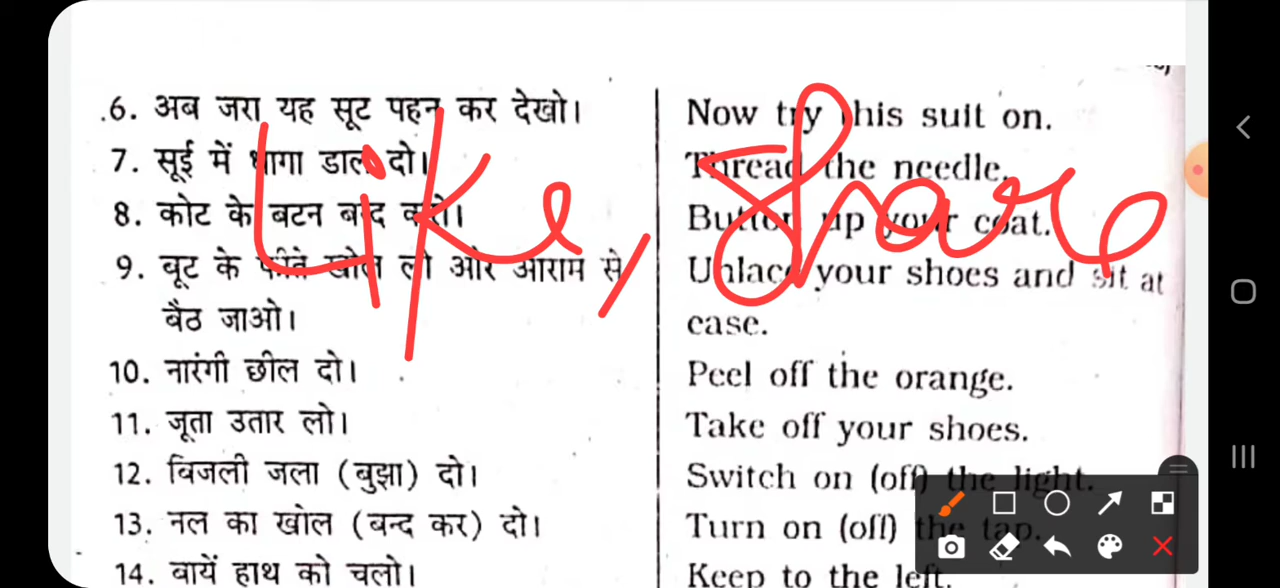 .6. अब जरा यह सूट पहन कर देखो। Now try this suit on.
7. सूई में धागा डाल दो। Thread the needle.
8. कोट के बटन बन्द करो। Button up your coat.
9. बूट के फीते खोल लो और आराम से Unlace your shoes and sit at
बैठ जाओ। ease.
10. नारंगी छील दो। Peel off the orange.
11. जूता उतार लो। Take off your shoes.
12. बिजली जला (बुझा) दो। Switch on (off) the light.
13. नल का खोल (बन्द कर) दो। Turn on (off) the tap.
14. बायें हाथ को चलो। Keep to the left.
Like, Share